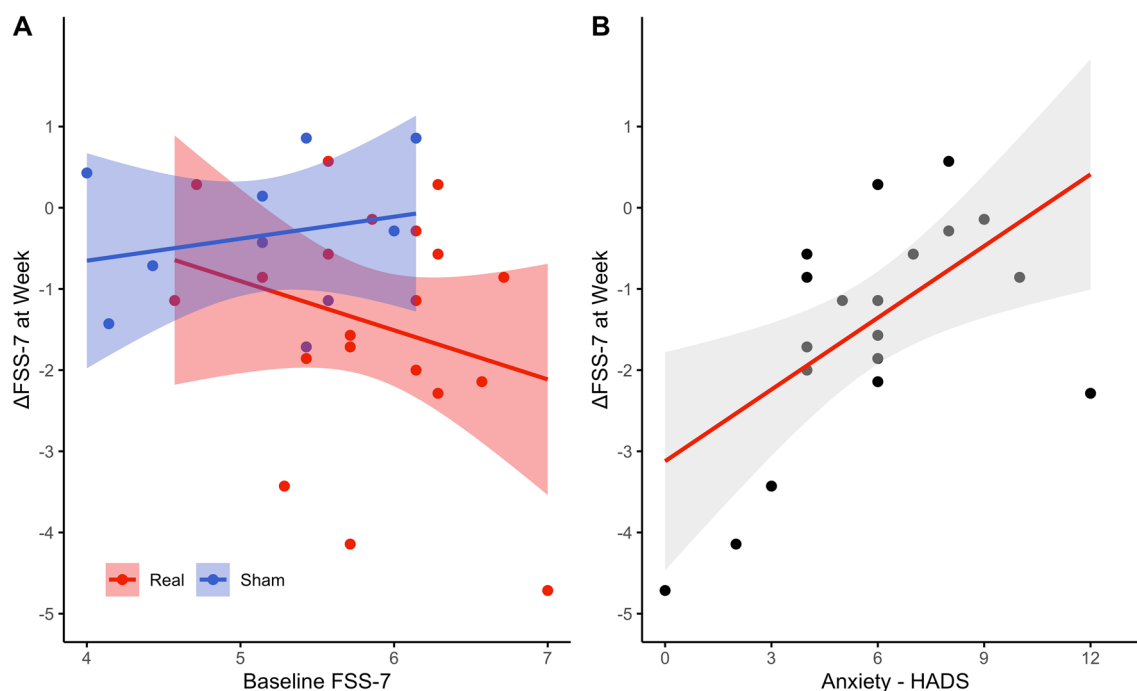 A
ΔFSS-7 at Week
1
0
-1
-2
-3
-4
-5
Real
Sham
4
5
6
7
Baseline FSS-7
B
ΔFSS-7 at Week
1
0
-1
-2
-3
-4
-5
0
3
6
9
12
Anxiety - HADS